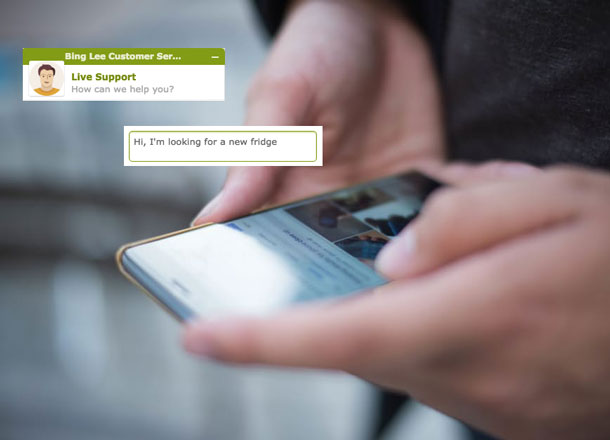 Bing Lee Customer Ser...
Live Support
How can we help you?
Hi, I'm looking for a new fridge